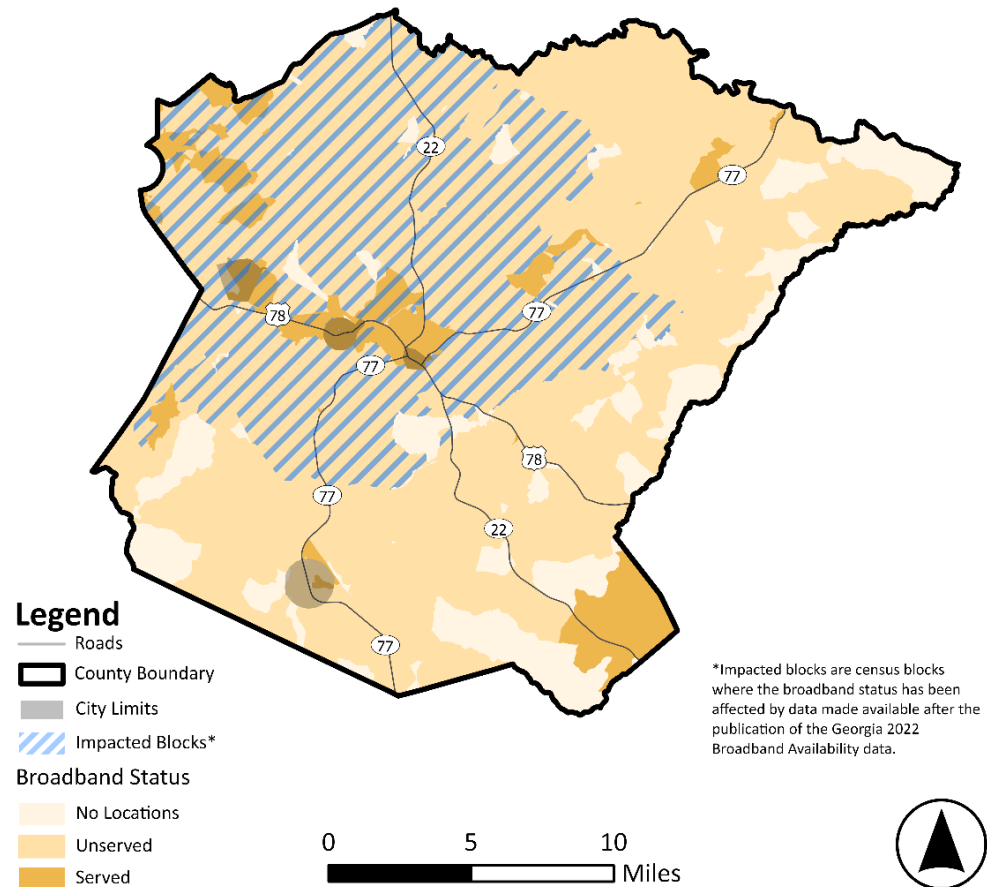 22
77
78
77
77
78
77
22
77
Legend
Roads
County Boundary
City Limits
Impacted Blocks*
Broadband Status
No Locations
Unserved
Served
*Impacted blocks are census blocks
where the broadband status has been
affected by data made available after the
publication of the Georgia 2022
Broadband Availability data.
0 5 10
Miles